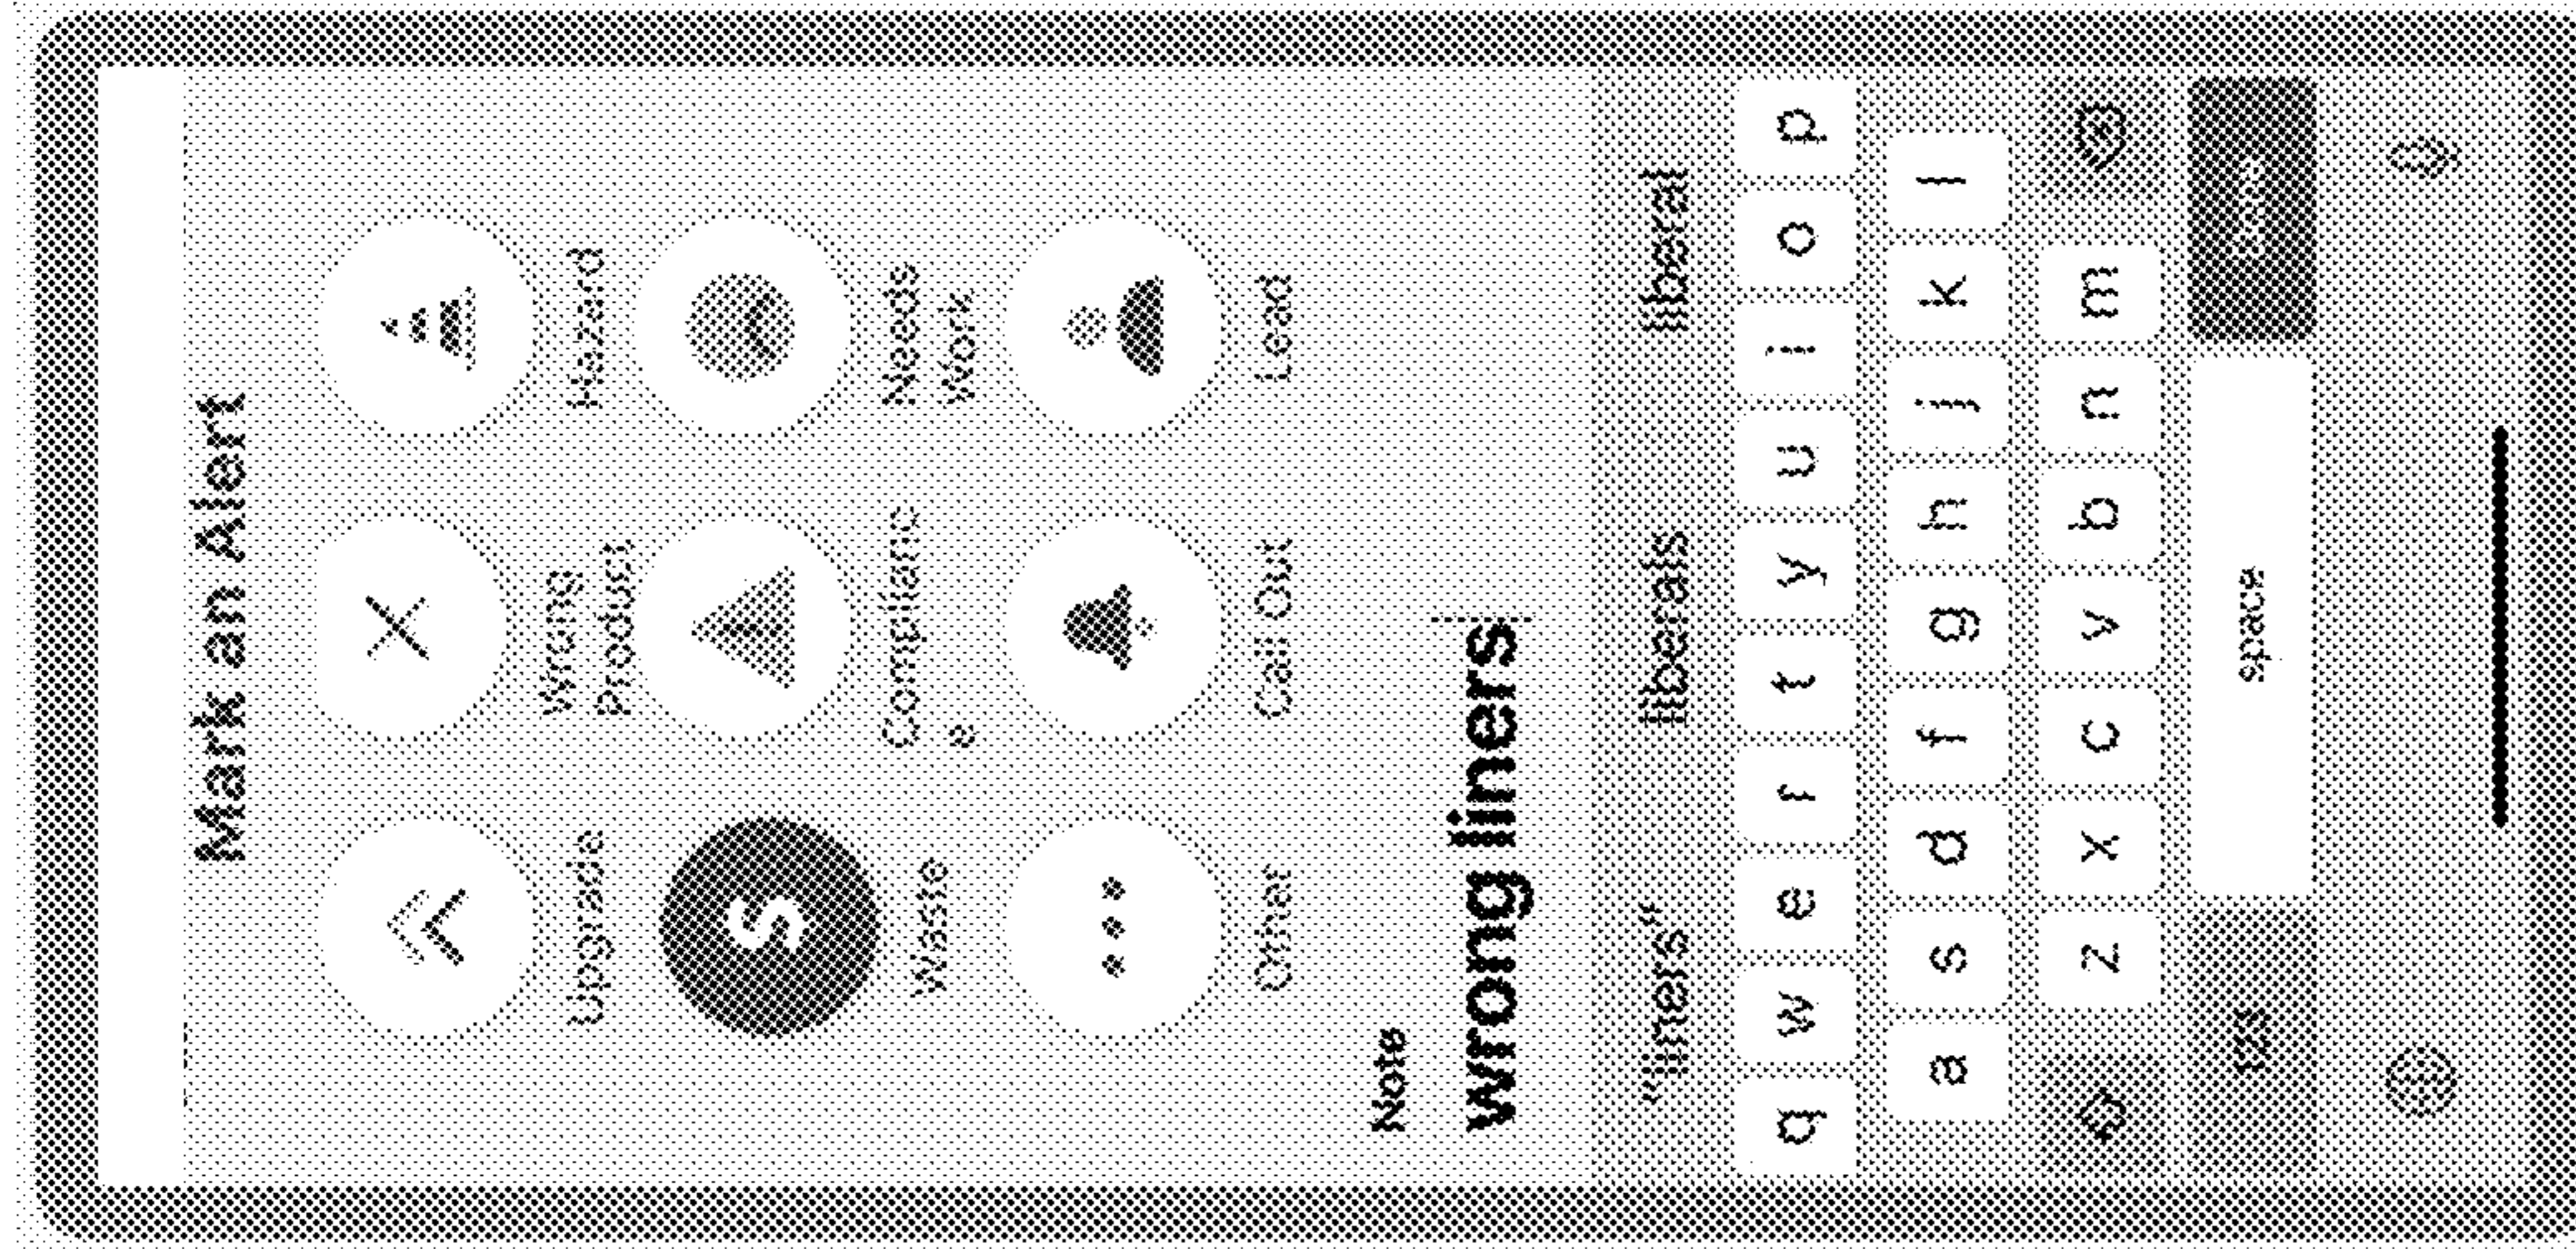 Mark an Alert
Upgrade
Wrong
Product
Hazard
S
Waste
Complianc
e
Needs
Work
Other
Call Out
Lead
Note
wrong liners
"liners" liberals liberal
q w e r t y u i o p
a s d f g h j k l
z x c v b n m
123 space